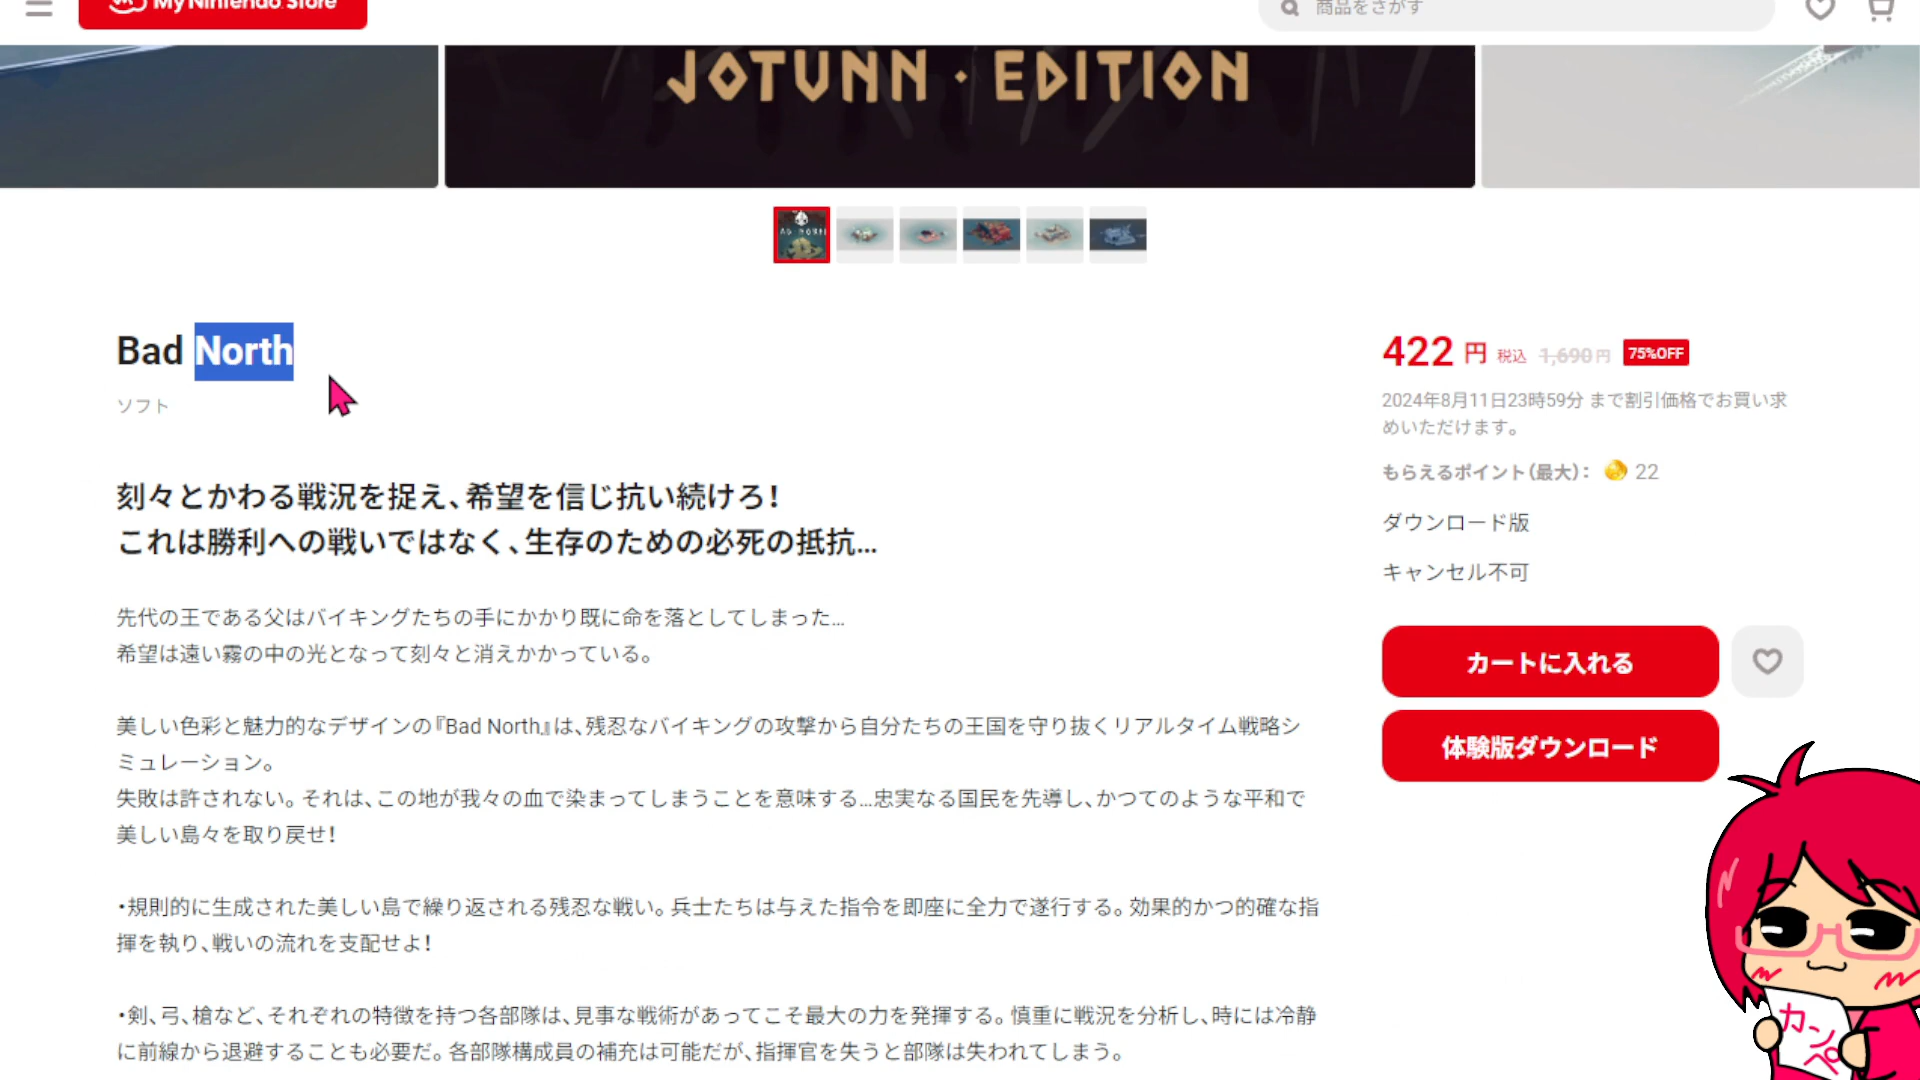 My Nintendo Store
商品をさがす
JOTUNN・EDITION
BAD NORTH
Bad North
ソフト
刻々とかわる戦況を捉え、希望を信じ抗い続けろ！
これは勝利への戦いではなく、生存のための必死の抵抗…
先代の王である父はバイキングたちの手にかかり既に命を落としてしまった…
希望は遠い霧の中の光となって刻々と消えかかっている。
美しい色彩と魅力的なデザインの『Bad North』は、残忍なバイキングの攻撃から自分たちの王国を守り抜くリアルタイム戦略シ
ミュレーション。
失敗は許されない。それは、この地が我々の血で染まってしまうことを意味する…忠実なる国民を先導し、かつてのような平和で
美しい島々を取り戻せ！
・規則的に生成された美しい島で繰り返される残忍な戦い。兵士たちは与えた指令を即座に全力で遂行する。効果的かつ的確な指
揮を執り、戦いの流れを支配せよ！
・剣、弓、槍など、それぞれの特徴を持つ各部隊は、見事な戦術があってこそ最大の力を発揮する。慎重に戦況を分析し、時には冷静
に前線から退避することも必要だ。各部隊構成員の補充は可能だが、指揮官を失うと部隊は失われてしまう。
422 円 税込 1,690円 75%OFF
2024年8月11日23時59分 まで割引価格でお買い求
めいただけます。
もらえるポイント（最大）： 22
ダウンロード版
キャンセル不可
カートに入れる
体験版ダウンロード
カンペ